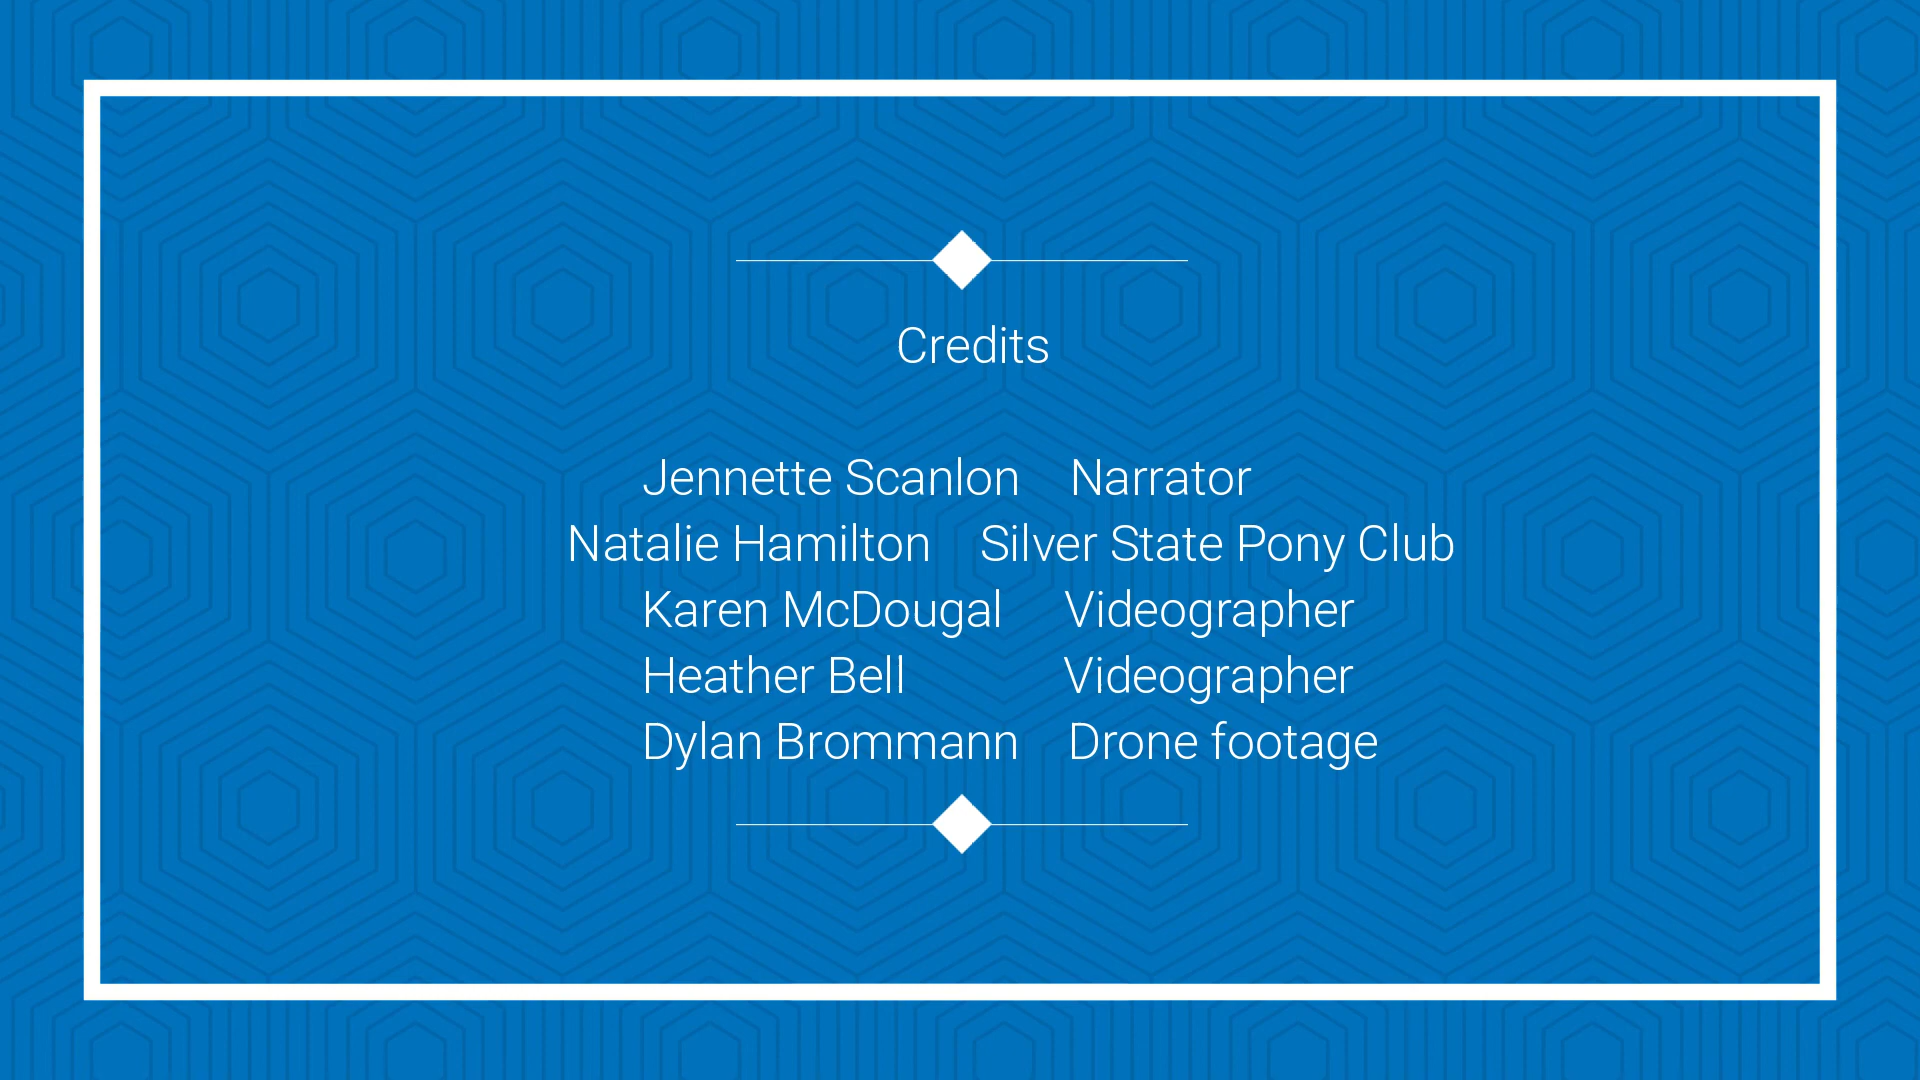 Credits
Jennette Scanlon Narrator
Natalie Hamilton Silver State Pony Club
Karen McDougal Videographer
Heather Bell Videographer
Dylan Brommann Drone footage